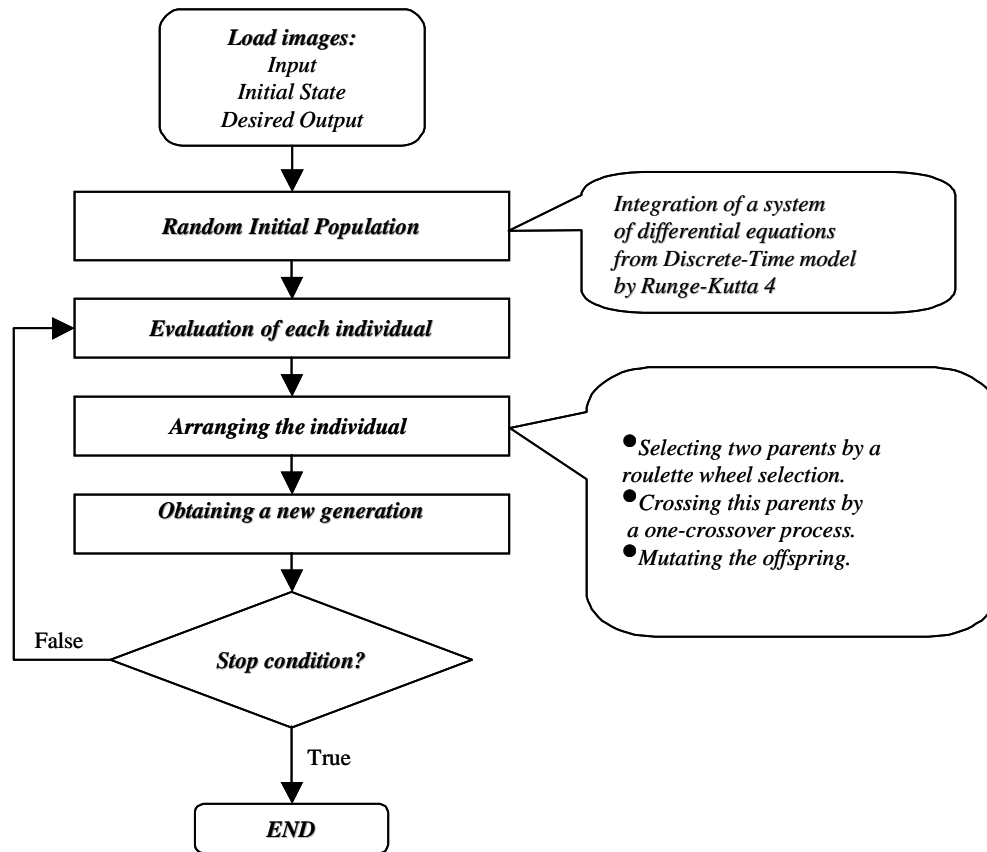 Load images:
Input
Initial State
Desired Output
Random Initial Population
Integration of a system
of differential equations
from Discrete-Time model
by Runge-Kutta 4
Evaluation of each individual
Arranging the individual
●Selecting two parents by a
roulette wheel selection.
●Crossing this parents by
a one-crossover process.
●Mutating the offspring.
Obtaining a new generation
False
Stop condition?
True
END